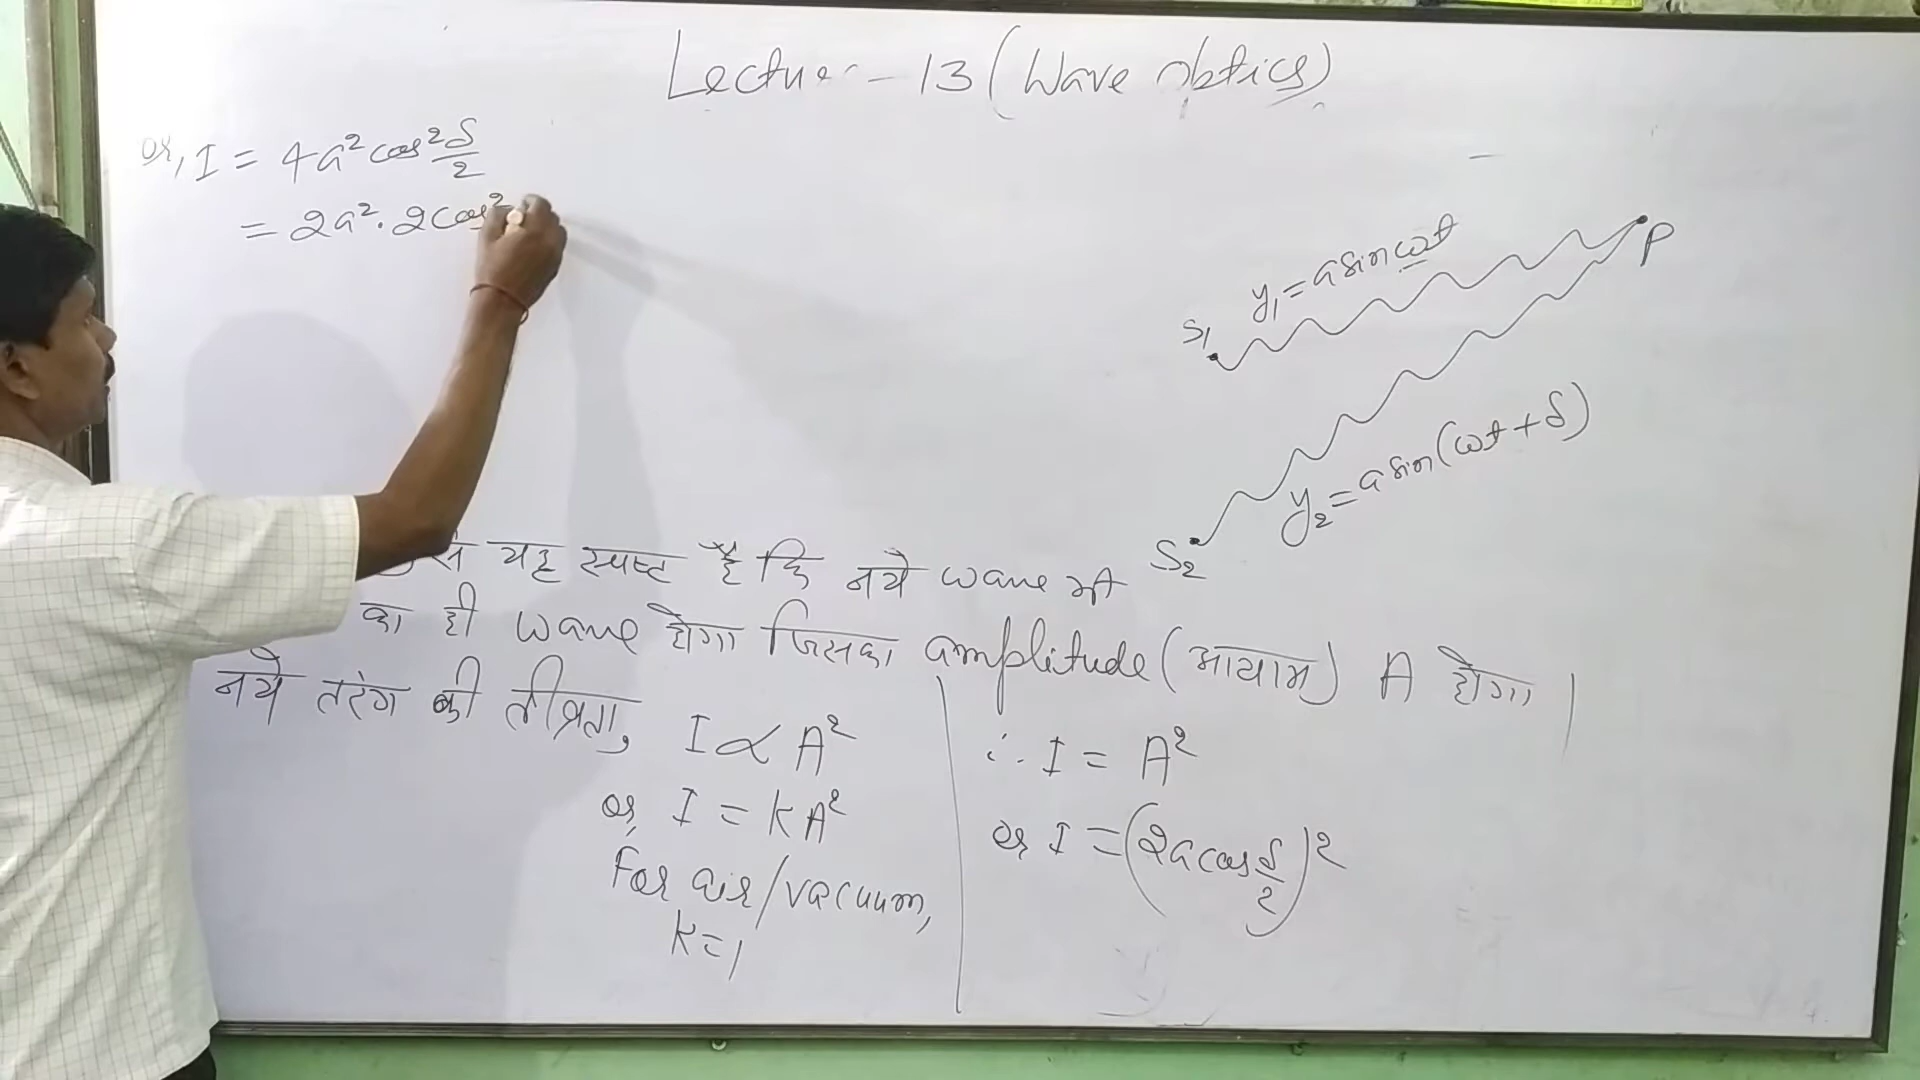 Lecture - 13 (Wave optics)
or, I = 4a² cos² δ/2
= 2a² . 2cos²
y₁ = a sin ωt
P
S₁
y₂ = a sin(ωt + δ)
S₂
से यह स्पष्ट है कि नये wave भी
का ही wave होगा जिसका amplitude (आयाम) A होगा।
नये तरंग की तीव्रता, I ∝ A²
or, I = KA²
For air/vacuum,
K=1
∴ I = A²
or I = (2a cos δ/2)²